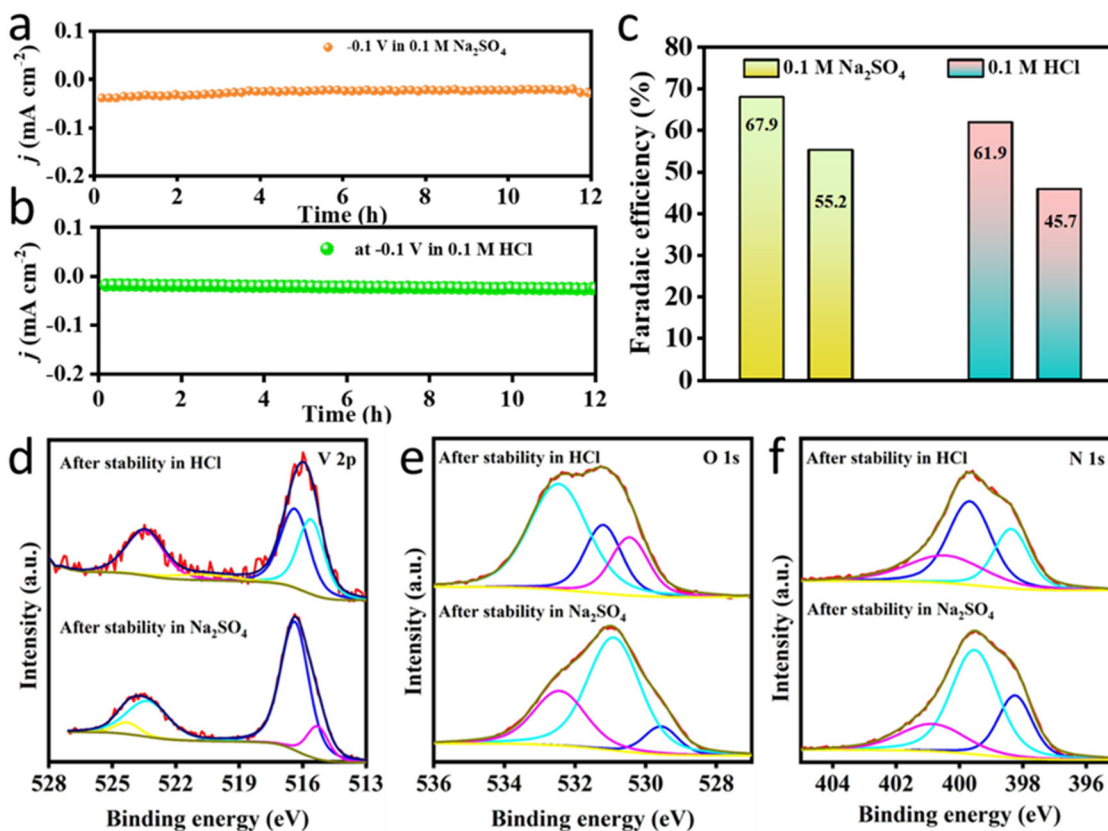 a
0.1
0.0
-0.1
-0.2
j (mA cm⁻²)
-0.1 V in 0.1 M Na₂SO₄
0 2 4 6 8 10 12
Time (h)
b
0.1
0.0
-0.1
-0.2
j (mA cm⁻²)
at -0.1 V in 0.1 M HCl
0 2 4 6 8 10 12
Time (h)
c
80
70
60
50
40
30
20
10
0
Faradaic efficiency (%)
0.1 M Na₂SO₄ 0.1 M HCl
67.9
55.2
61.9
45.7
d
After stability in HCl
V 2p
After stability in Na₂SO₄
Intensity (a.u.)
528 525 522 519 516 513
Binding energy (eV)
e
After stability in HCl
O 1s
After stability in Na₂SO₄
Intensity (a.u.)
536 534 532 530 528
Binding energy (eV)
f
After stability in HCl
N 1s
After stability in Na₂SO₄
Intensity (a.u.)
404 402 400 398 396
Binding energy (eV)